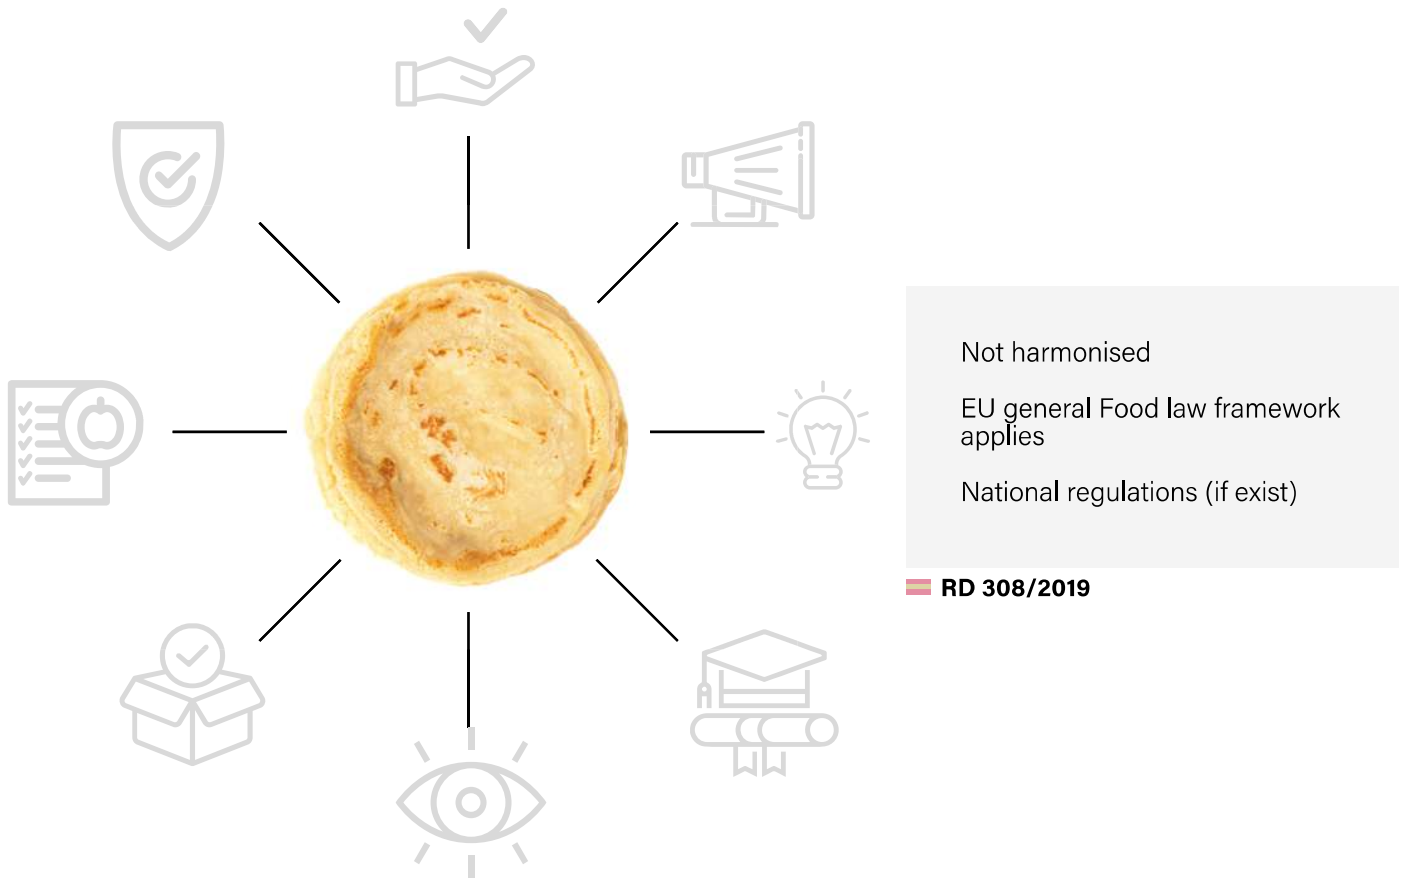 Not harmonised
EU general Food law framework
applies
National regulations (if exist)
RD 308/2019